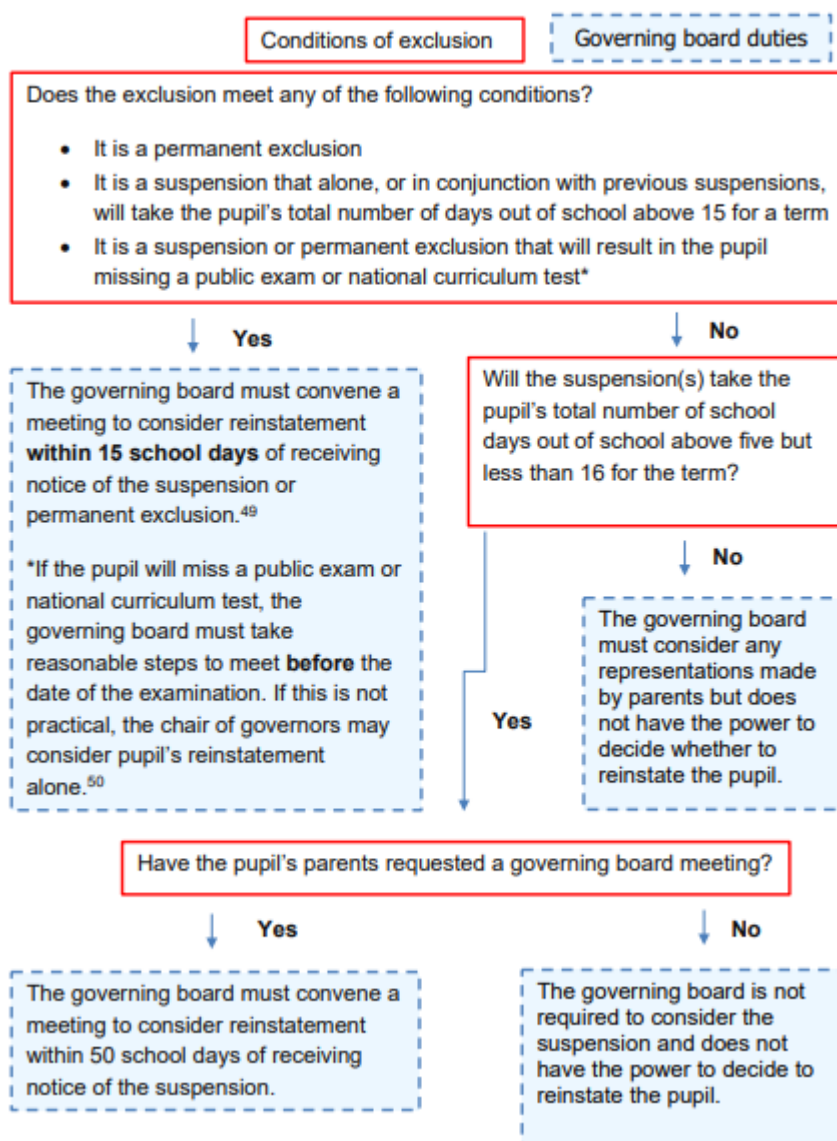 Conditions of exclusion
Governing board duties
Does the exclusion meet any of the following conditions?
• It is a permanent exclusion
• It is a suspension that alone, or in conjunction with previous suspensions,
will take the pupil's total number of days out of school above 15 for a term
• It is a suspension or permanent exclusion that will result in the pupil
missing a public exam or national curriculum test*
Yes
No
The governing board must convene a
meeting to consider reinstatement
within 15 school days of receiving
notice of the suspension or
permanent exclusion.⁴⁹
*If the pupil will miss a public exam or
national curriculum test, the
governing board must take
reasonable steps to meet before the
date of the examination. If this is not
practical, the chair of governors may
consider pupil's reinstatement
alone.⁵⁰
Will the suspension(s) take the
pupil's total number of school
days out of school above five but
less than 16 for the term?
No
Yes
The governing board
must consider any
representations made
by parents but does
not have the power to
decide whether to
reinstate the pupil.
Have the pupil's parents requested a governing board meeting?
Yes
No
The governing board must convene a
meeting to consider reinstatement
within 50 school days of receiving
notice of the suspension.
The governing board is not
required to consider the
suspension and does not
have the power to decide to
reinstate the pupil.